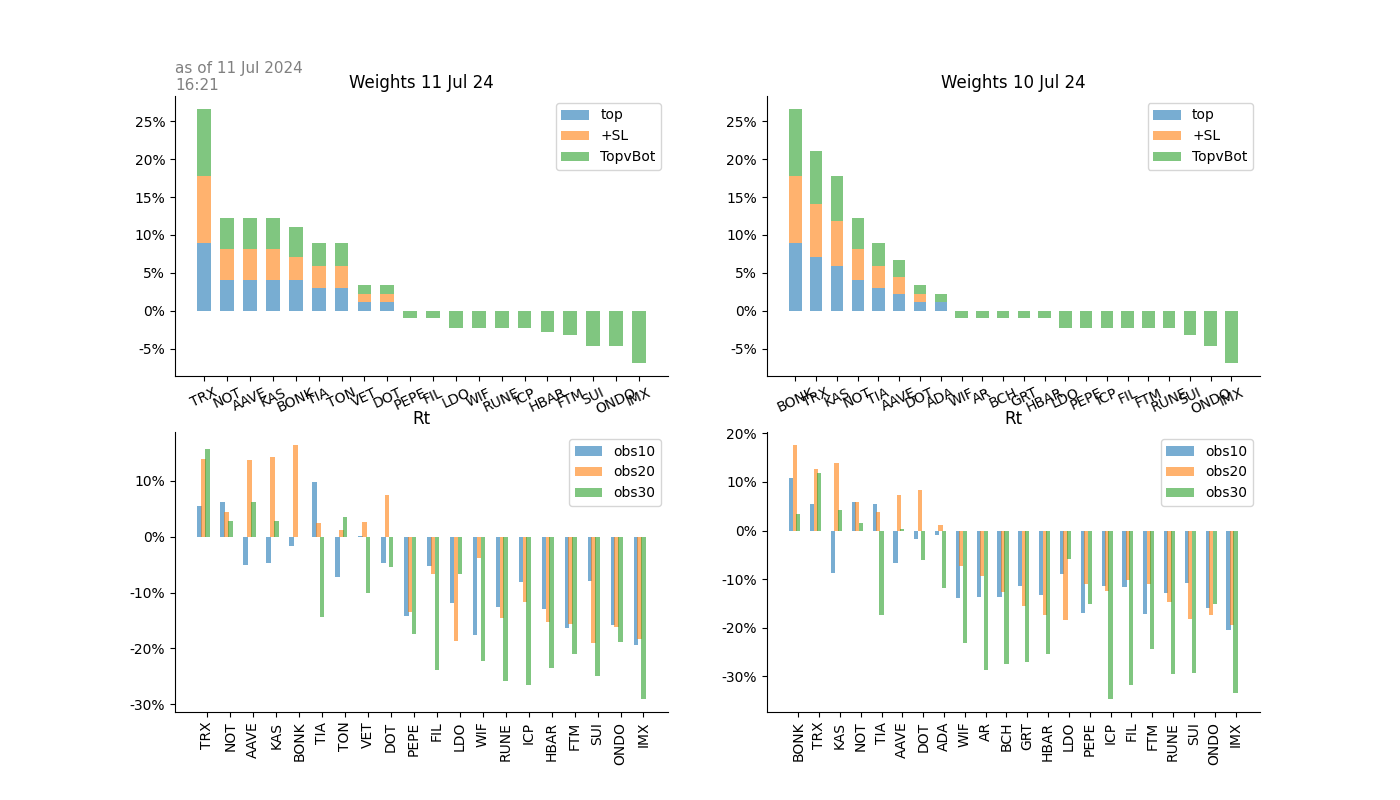 as of 11 Jul 2024
16:21
Weights 11 Jul 24
25%
20%
15%
10%
5%
0%
-5%
top
+SL
TopvBot
TRX NOT AAVE KAS BONK TIA TON VET DOT PEPE FIL LDO WIF RUNE ICP HBAR FTM SUI ONDO IMX
Weights 10 Jul 24
25%
20%
15%
10%
5%
0%
-5%
top
+SL
TopvBot
BONK TRX KAS NOT TIA AAVE DOT ADA WIF AR BCH GRT HBAR LDO PEPE ICP FIL FTM RUNE SUI ONDO IMX
Rt
10%
0%
-10%
-20%
-30%
obs10
obs20
obs30
TRX NOT AAVE KAS BONK TIA TON VET DOT PEPE FIL LDO WIF RUNE ICP HBAR FTM SUI ONDO IMX
Rt
20%
10%
0%
-10%
-20%
-30%
obs10
obs20
obs30
BONK TRX KAS NOT TIA AAVE DOT ADA WIF AR BCH GRT HBAR LDO PEPE ICP FIL FTM RUNE SUI ONDO IMX